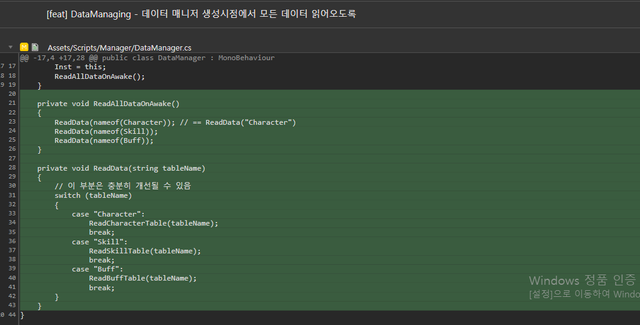 [feat] DataManaging - 데이터 매니저 생성시점에서 모든 데이터 읽어오도록
Assets/Scripts/Manager/DataManager.cs
@@ -17,4 +17,28 @@ public class DataManager : MonoBehaviour
17 17 Inst = this;
18 18 ReadAllDataOnAwake();
19 19 }
20
21 private void ReadAllDataOnAwake()
22 {
23 ReadData(nameof(Character)); // == ReadData("Character")
24 ReadData(nameof(Skill));
25 ReadData(nameof(Buff));
26 }
27
28 private void ReadData(string tableName)
29 {
30 // 이 부분은 충분히 개선될 수 있음
31 switch (tableName)
32 {
33 case "Character":
34 ReadCharacterTable(tableName);
35 break;
36 case "Skill":
37 ReadSkillTable(tableName);
38 break;
39 case "Buff":
40 ReadBuffTable(tableName);
41 break;
42 }
43 }
0 44 }
Windows 정품 인증
[설정]으로 이동하여 Windo